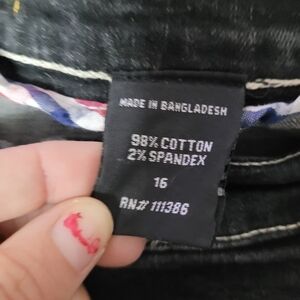 MADE IN BANGLADESH
98% COTTON
2% SPANDEX
16
RN# 111386